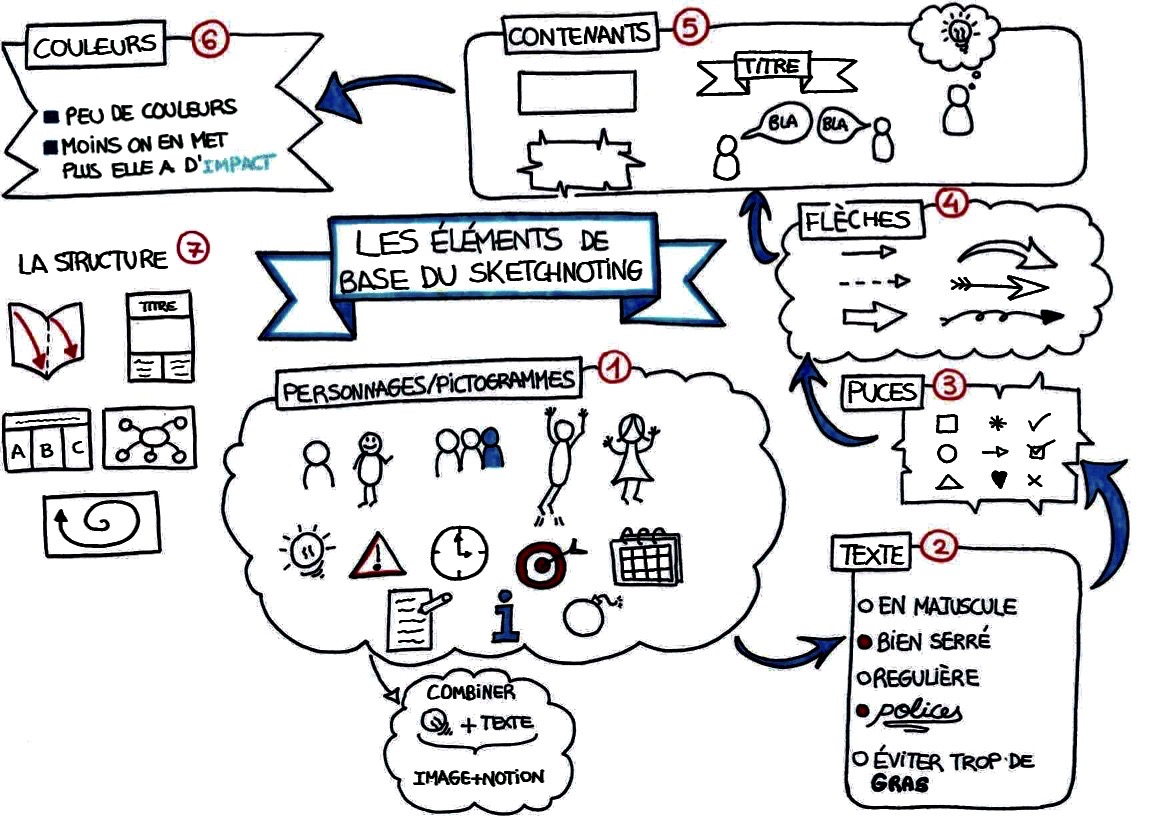 LES ÉLÉMENTS DE
BASE DU SKETCHNOTING
PERSONNAGES/PICTOGRAMMES
1
COMBINER
+ TEXTE
IMAGE+NOTION
TEXTE
2
EN MAJUSCULE
BIEN SERRÉ
REGULIÈRE
polices
ÉVITER TROP DE
GRAS
PUCES
3
FLÈCHES
4
CONTENANTS
5
TITRE
BLA
BLA
COULEURS
6
PEU DE COULEURS
MOINS ON EN MET
PLUS ELLE A D'IMPACT
LA STRUCTURE
7
TITRE
A B C